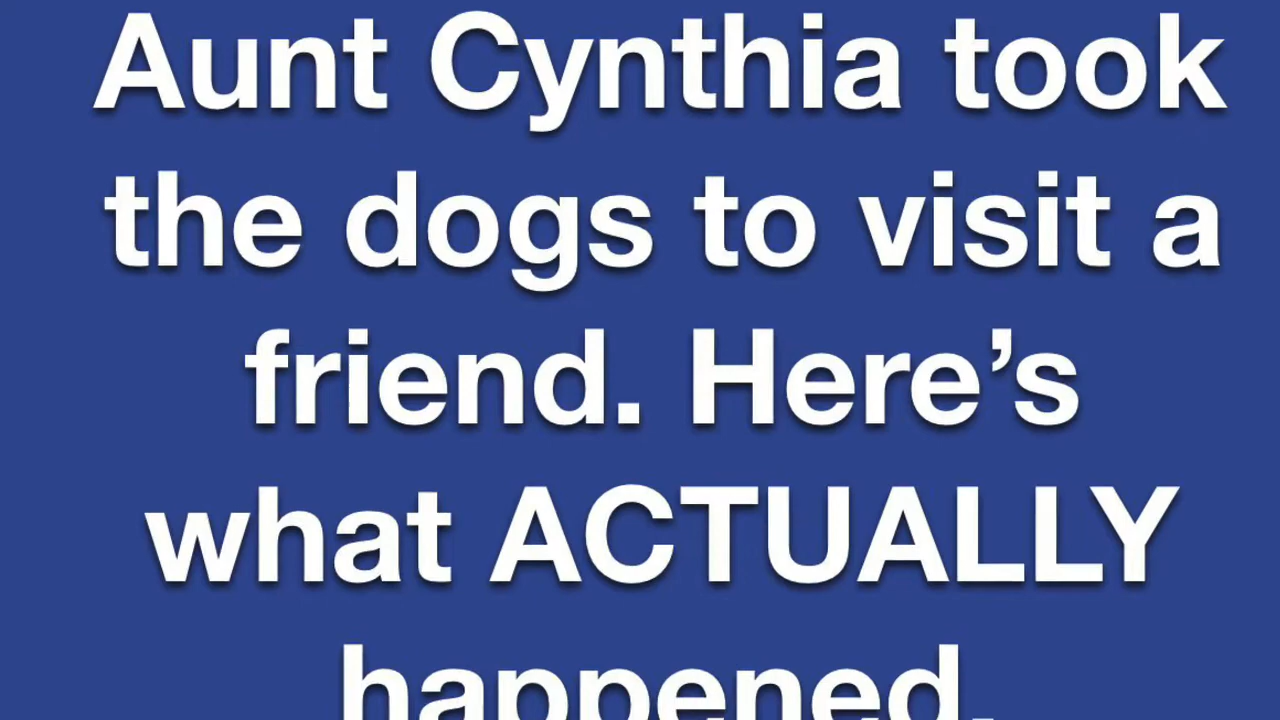 Aunt Cynthia took
the dogs to visit a
friend. Here’s
what ACTUALLY
happened.